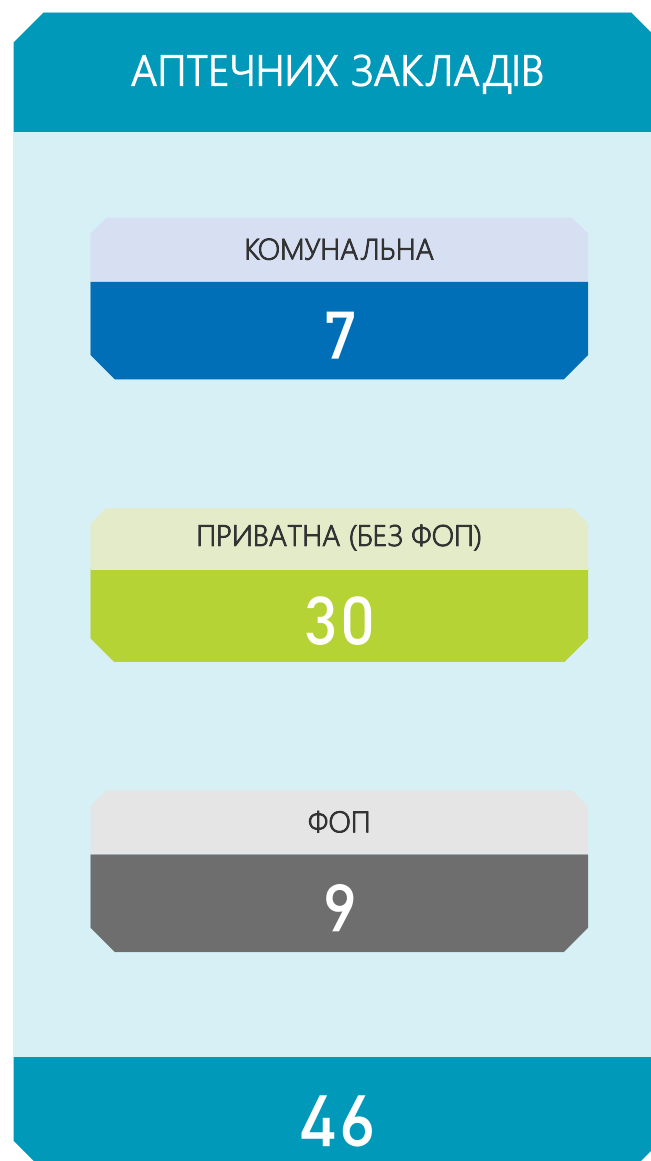 АПТЕЧНИХ ЗАКЛАДІВ
КОМУНАЛЬНА
7
ПРИВАТНА (БЕЗ ФОП)
30
ФОП
9
46